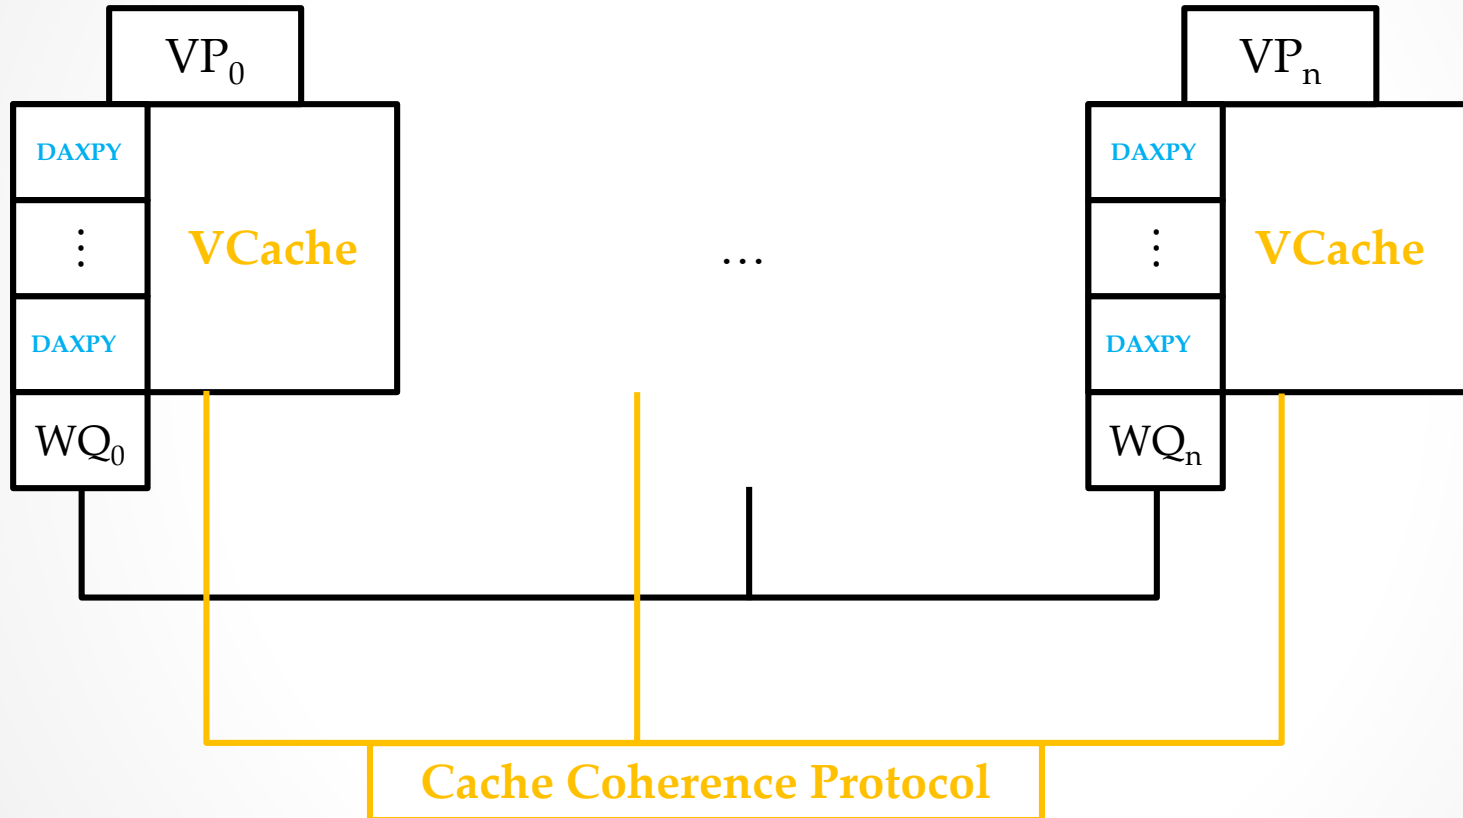 VP₀
VPₙ
DAXPY
DAXPY
⋮
VCache
…
⋮
VCache
DAXPY
DAXPY
WQ₀
WQₙ
Cache Coherence Protocol